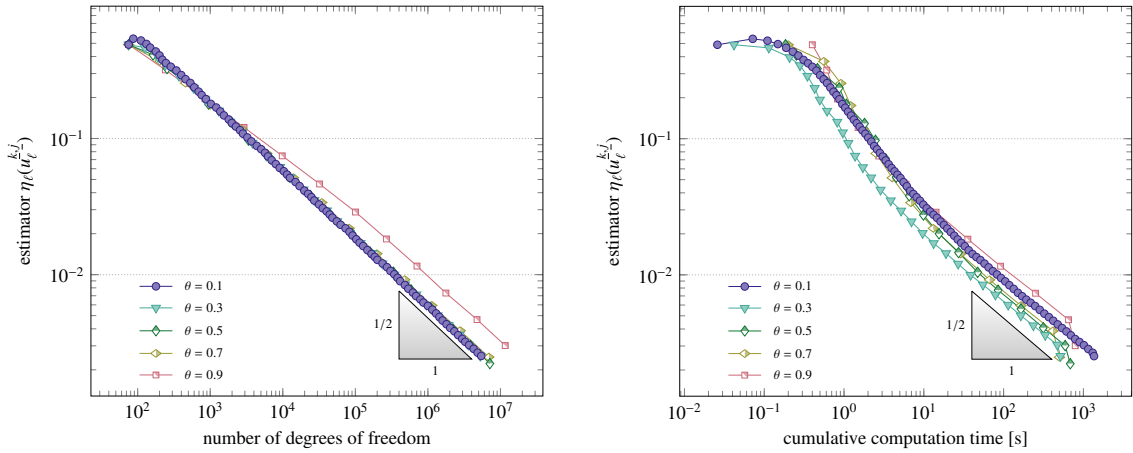 10^{-1}
10^{-2}
estimator η_ℓ(u_ℓ^{k,j})
θ = 0.1
θ = 0.3
θ = 0.5
θ = 0.7
θ = 0.9
1/2
1
10^2 10^3 10^4 10^5 10^6 10^7
number of degrees of freedom
10^{-1}
10^{-2}
estimator η_ℓ(u_ℓ^{k,j})
θ = 0.1
θ = 0.3
θ = 0.5
θ = 0.7
θ = 0.9
1/2
1
10^{-2} 10^{-1} 10^0 10^1 10^2 10^3
cumulative computation time [s]